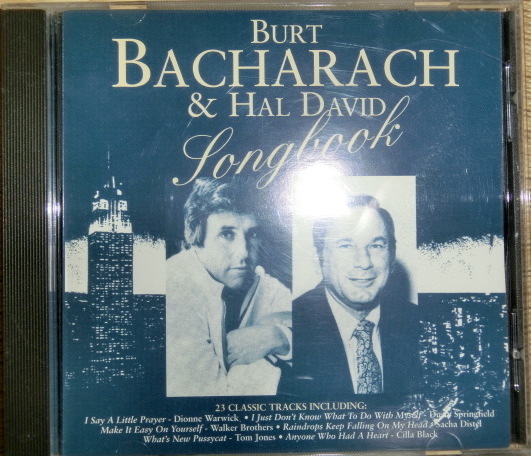 BURT
BACHARACH
& HAL DAVID
Songbook
23 CLASSIC TRACKS INCLUDING:
I Say A Little Prayer - Dionne Warwick • I Just Don't Know What To Do With Myself - Dusty Springfield
Make It Easy On Yourself - Walker Brothers • Raindrops Keep Falling On My Head - Sacha Distel
What's New Pussycat - Tom Jones • Anyone Who Had A Heart - Cilla Black